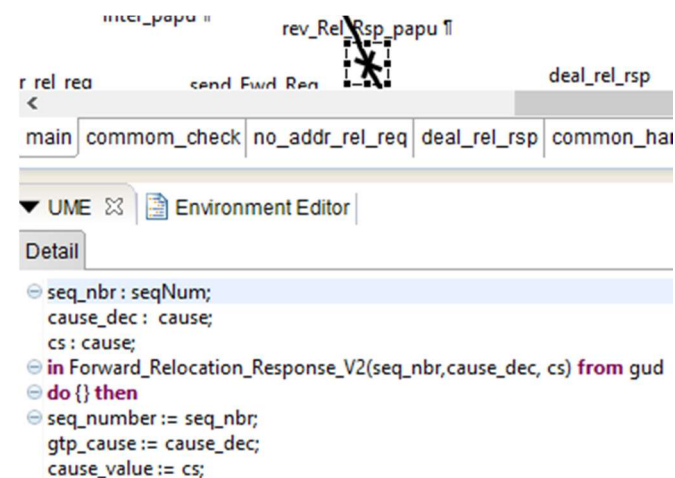 inter_papu ¶
rev_Rel_Rsp_papu ¶
r_rel_req
send_Fwd_Req
deal_rel_rsp
main
commom_check
no_addr_rel_req
deal_rel_rsp
common_har
UME
Environment Editor
Detail
seq_nbr : seqNum;
cause_dec : cause;
cs : cause;
in Forward_Relocation_Response_V2(seq_nbr,cause_dec, cs) from gud
do {} then
seq_number := seq_nbr;
gtp_cause := cause_dec;
cause_value := cs;